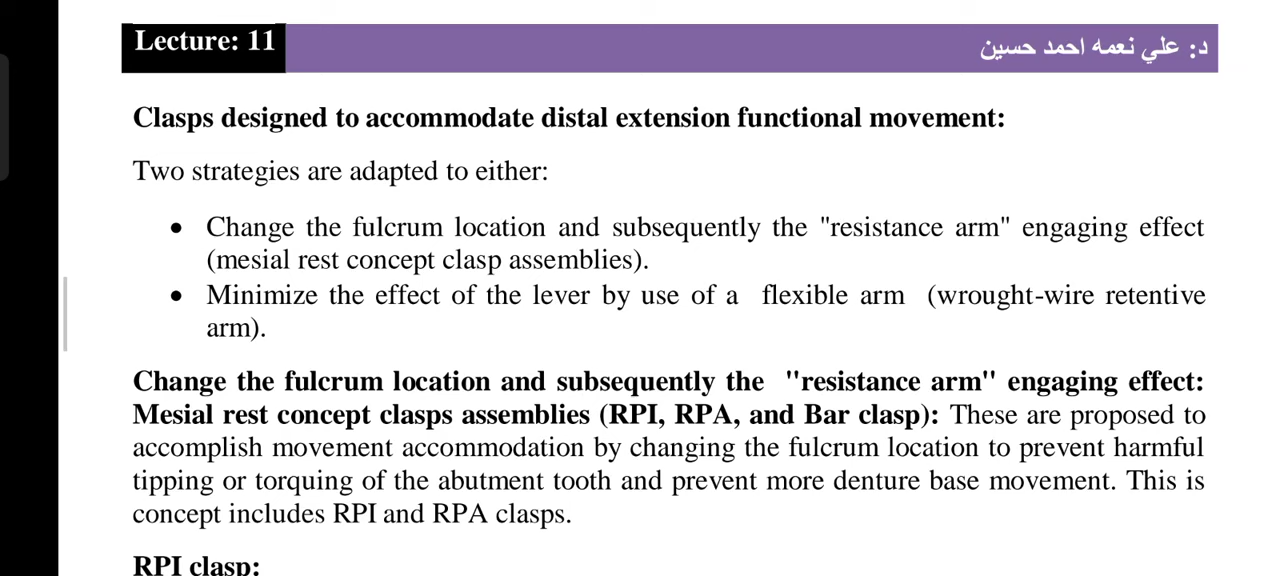 Lecture: 11
د: علي نعمه احمد حسين
Clasps designed to accommodate distal extension functional movement:
Two strategies are adapted to either:
• Change the fulcrum location and subsequently the "resistance arm" engaging effect
(mesial rest concept clasp assemblies).
• Minimize the effect of the lever by use of a flexible arm (wrought-wire retentive
arm).
Change the fulcrum location and subsequently the "resistance arm" engaging effect:
Mesial rest concept clasps assemblies (RPI, RPA, and Bar clasp): These are proposed to
accomplish movement accommodation by changing the fulcrum location to prevent harmful
tipping or torquing of the abutment tooth and prevent more denture base movement. This is
concept includes RPI and RPA clasps.
RPI clasp: